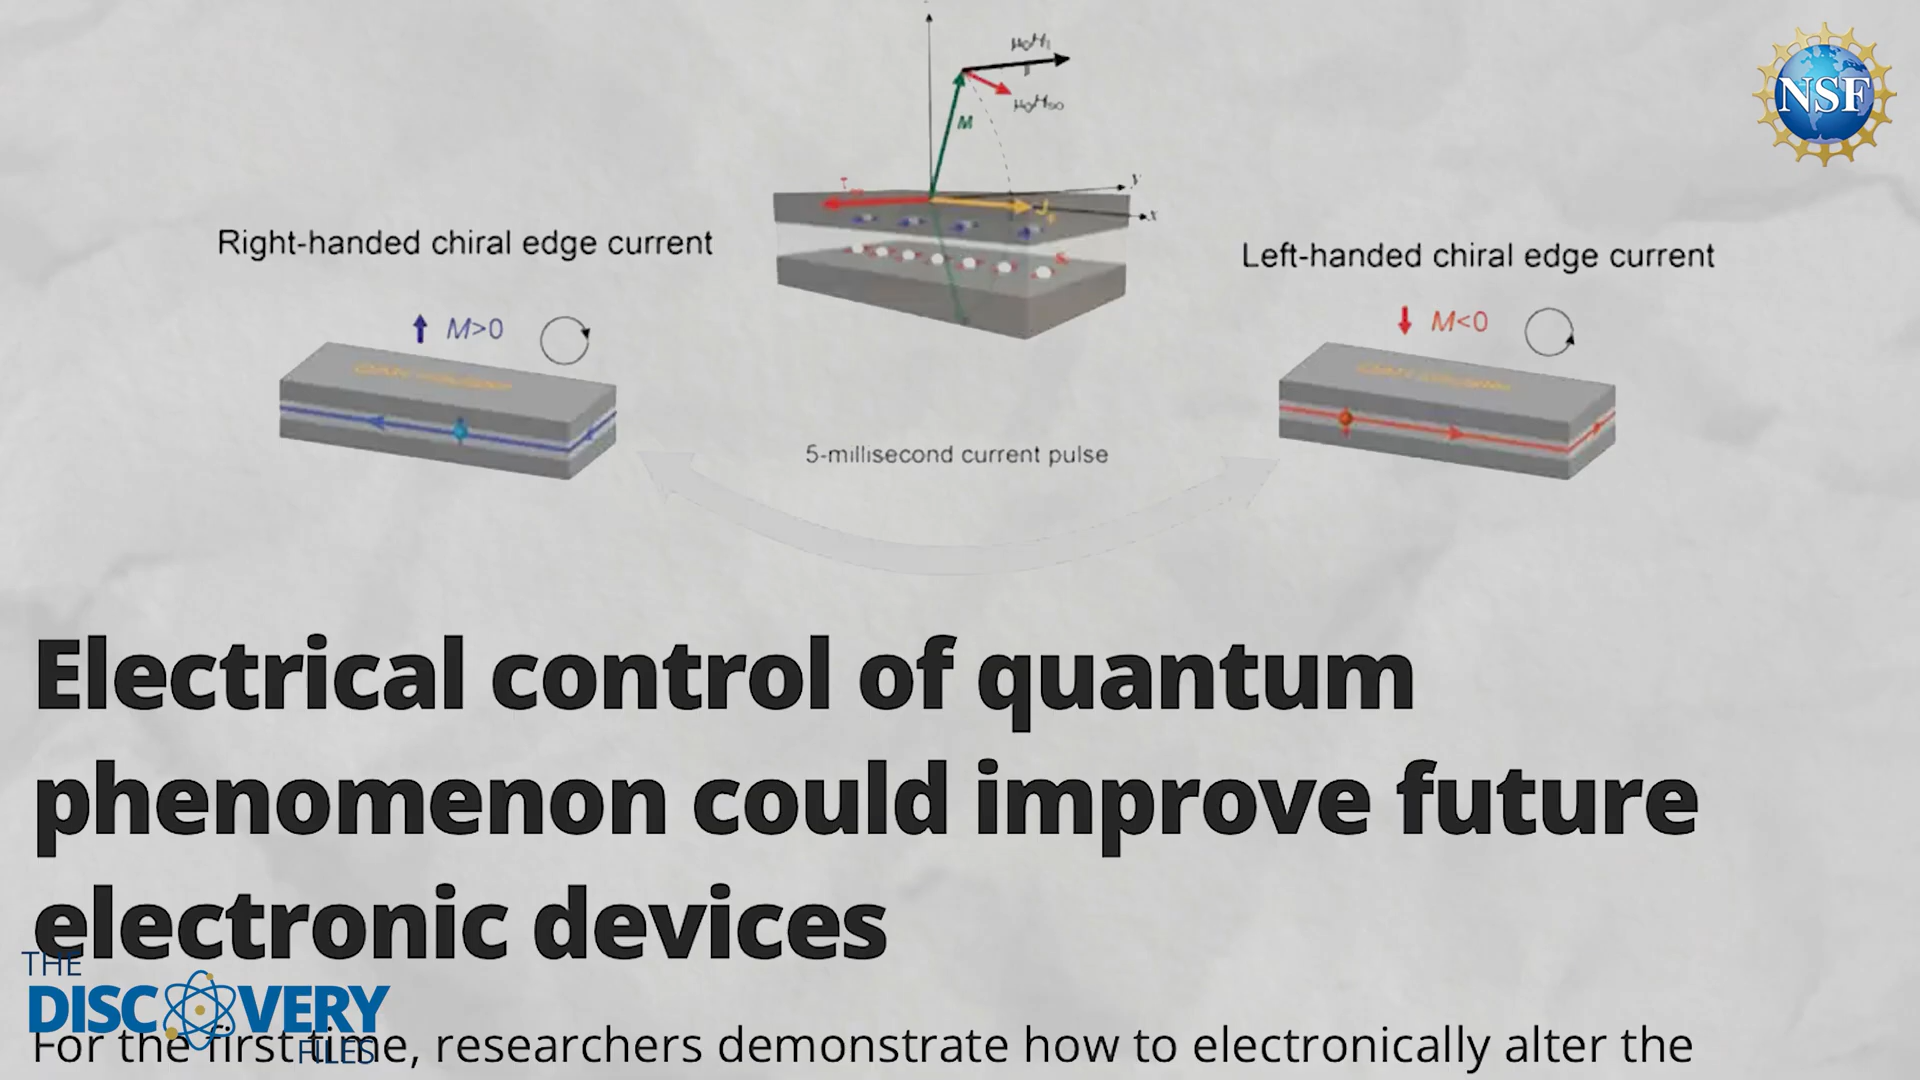 μ₀H∥
μ₀Hso
M
NSF
y
x
Right-handed chiral edge current
Left-handed chiral edge current
M>0
M<0
5-millisecond current pulse
Electrical control of quantum
phenomenon could improve future
electronic devices
THE
DISCOVERY
FILES
For the first time, researchers demonstrate how to electronically alter the